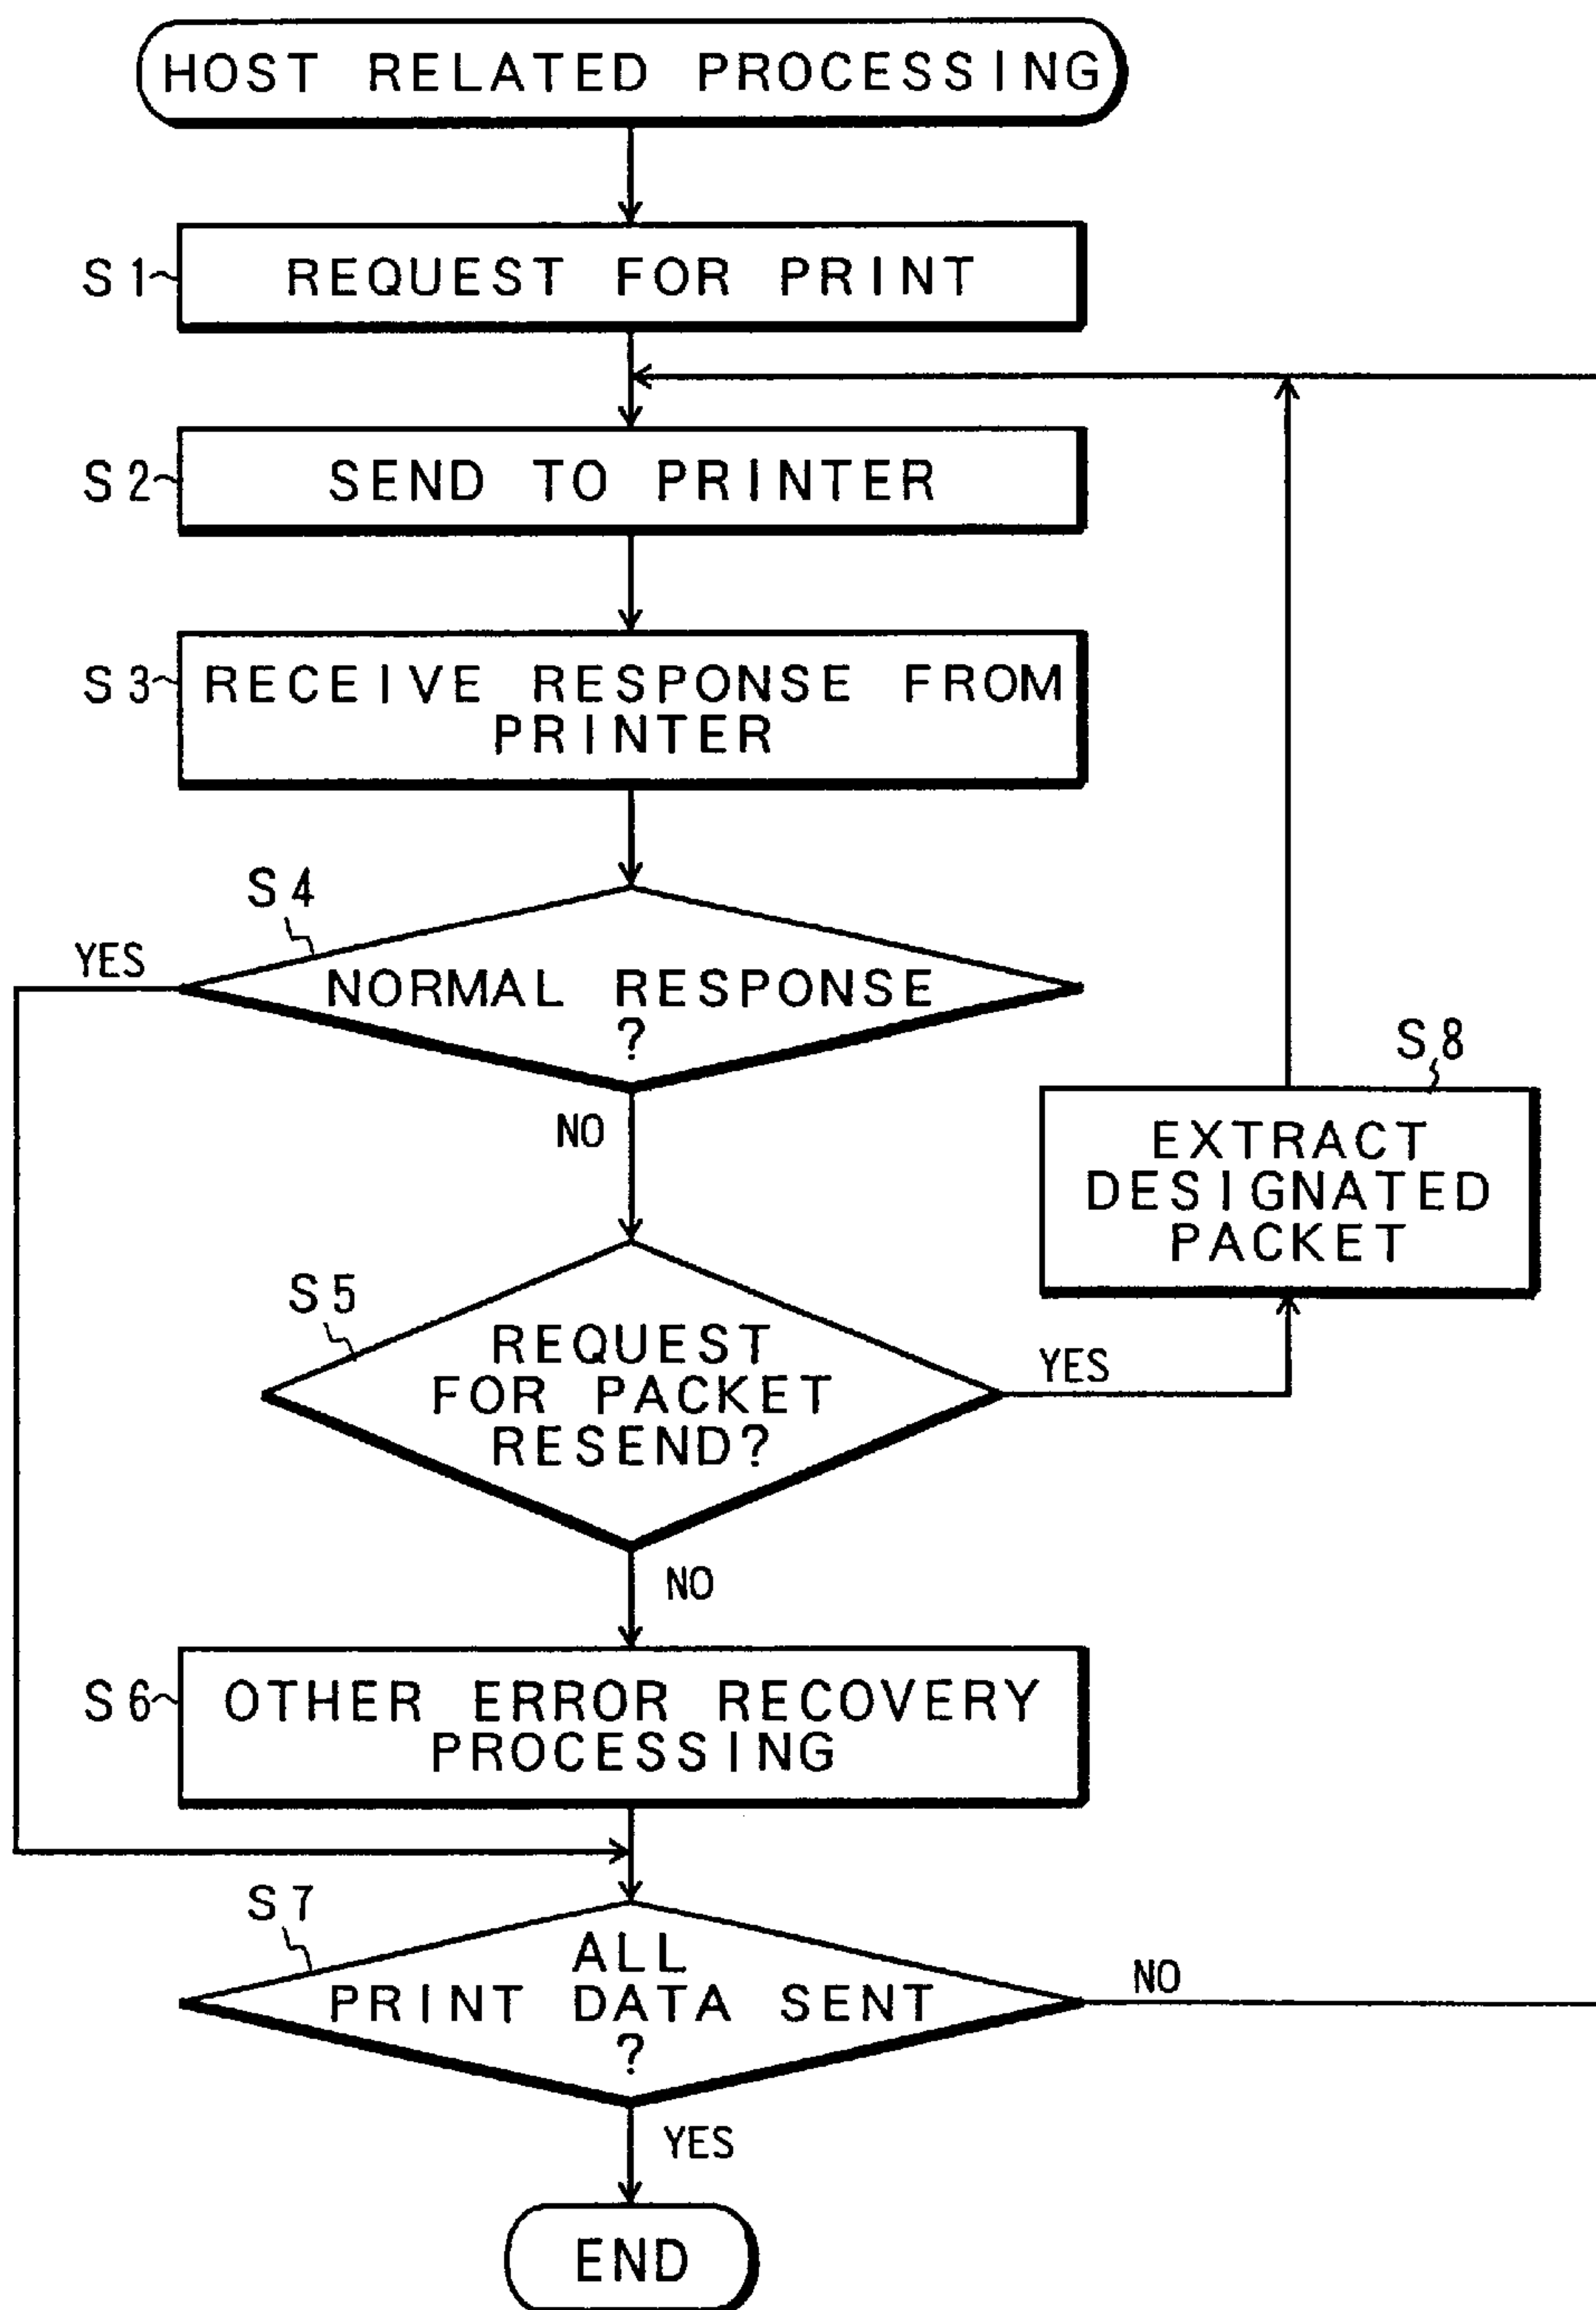 HOST RELATED PROCESSING
S1
REQUEST FOR PRINT
S2
SEND TO PRINTER
S3
RECEIVE RESPONSE FROM
PRINTER
S4
YES
NORMAL RESPONSE
?
NO
S8
EXTRACT
DESIGNATED
PACKET
S5
REQUEST
FOR PACKET
RESEND?
YES
NO
S6
OTHER ERROR RECOVERY
PROCESSING
S7
ALL
PRINT DATA SENT
?
NO
YES
END